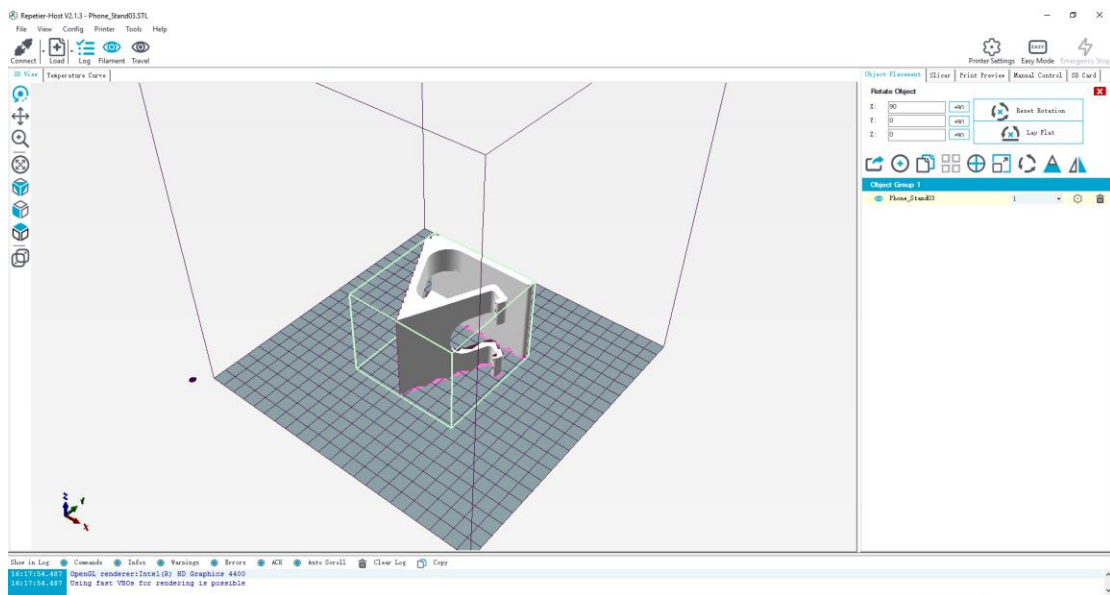 Repetier-Host V2.1.3 - Phone_Stand03.STL
File View Config Printer Tools Help
Connect Load Log Filament Travel Printer Settings Easy Mode Emergency Stop
EASY
3D View Temperature Curve Object Placement Slicer Print Preview Manual Control SD Card
Rotate Object
X: 90 +90 Reset Rotation
Y: 0 +90
Z: 0 +90 Lay Flat
Object Group 1
Phone_Stand03 1
Z Y X
Show in Log: Commands Infos Warnings Errors ACK Auto Scroll Clear Log Copy
16:17:54.487 OpenGL renderer:Intel(R) HD Graphics 4400
16:17:54.487 Using fast VBOs for rendering is possible